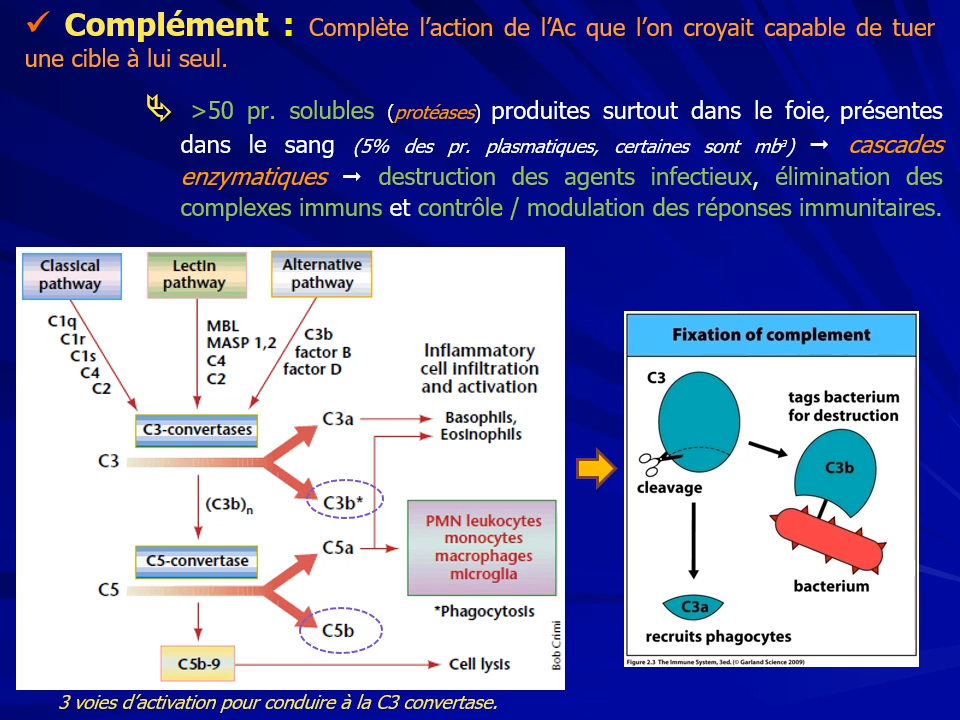 ✓ Complément : Complète l’action de l’Ac que l’on croyait capable de tuer
une cible à lui seul.
>50 pr. solubles (protéases) produites surtout dans le foie, présentes
dans le sang (5% des pr. plasmatiques, certaines sont mbª) ➞ cascades
enzymatiques ➞ destruction des agents infectieux, élimination des
complexes immuns et contrôle / modulation des réponses immunitaires.
Classical
pathway
Lectin
pathway
Alternative
pathway
C1q
C1r
C1s
C4
C2
MBL
MASP 1,2
C4
C2
C3b
factor B
factor D
Inflammatory
cell infiltration
and activation
C3-convertases
C3a
Basophils,
Eosinophils
C3
C3b*
(C3b)n
PMN leukocytes
monocytes
macrophages
microglia
C5-convertase
C5a
C5
*Phagocytosis
C5b
C5b-9
Cell lysis
Bob Crimi
3 voies d’activation pour conduire à la C3 convertase.
Fixation of complement
C3
tags bacterium
for destruction
C3b
cleavage
bacterium
C3a
recruits phagocytes
Figure 2.3 The Immune System, 3ed. (© Garland Science 2009)